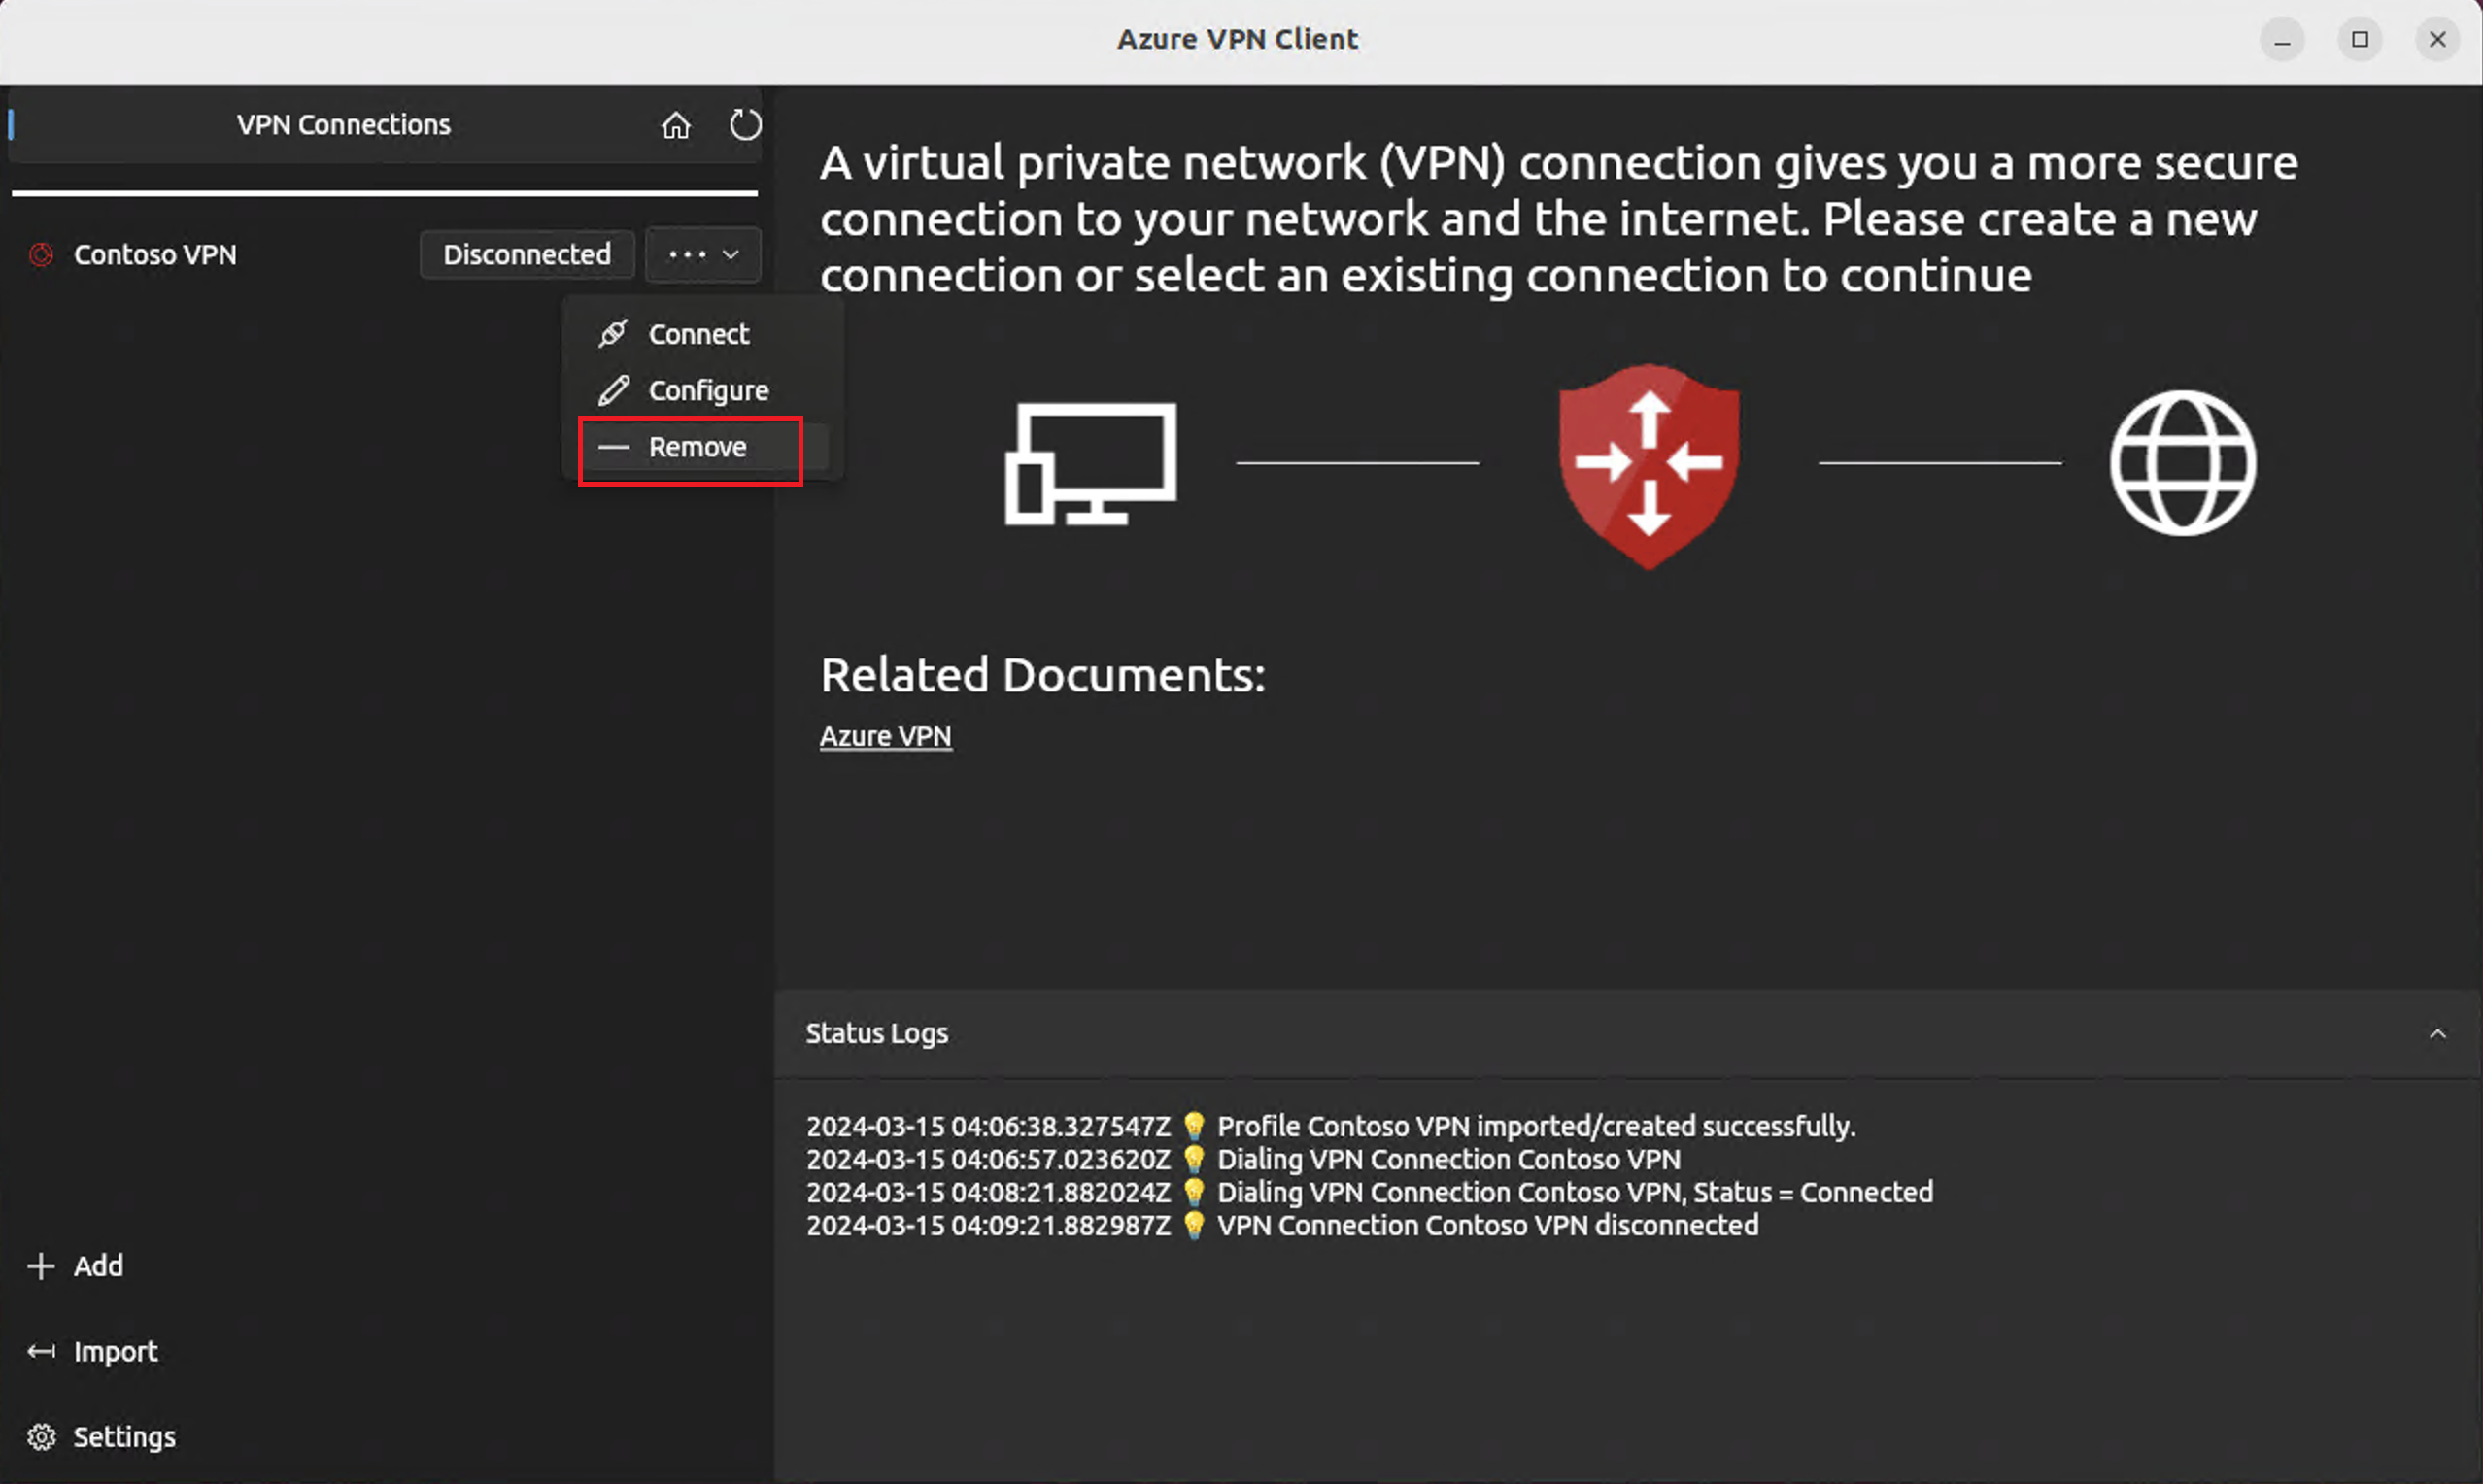 Azure VPN Client
VPN Connections
Contoso VPN
Disconnected
Connect
Configure
Remove
Add
Import
Settings
A virtual private network (VPN) connection gives you a more secure
connection to your network and the internet. Please create a new
connection or select an existing connection to continue
Related Documents:
Azure VPN
Status Logs
2024-03-15 04:06:38.327547Z 💡 Profile Contoso VPN imported/created successfully.
2024-03-15 04:06:57.023620Z 💡 Dialing VPN Connection Contoso VPN
2024-03-15 04:08:21.882024Z 💡 Dialing VPN Connection Contoso VPN, Status = Connected
2024-03-15 04:09:21.882987Z 💡 VPN Connection Contoso VPN disconnected